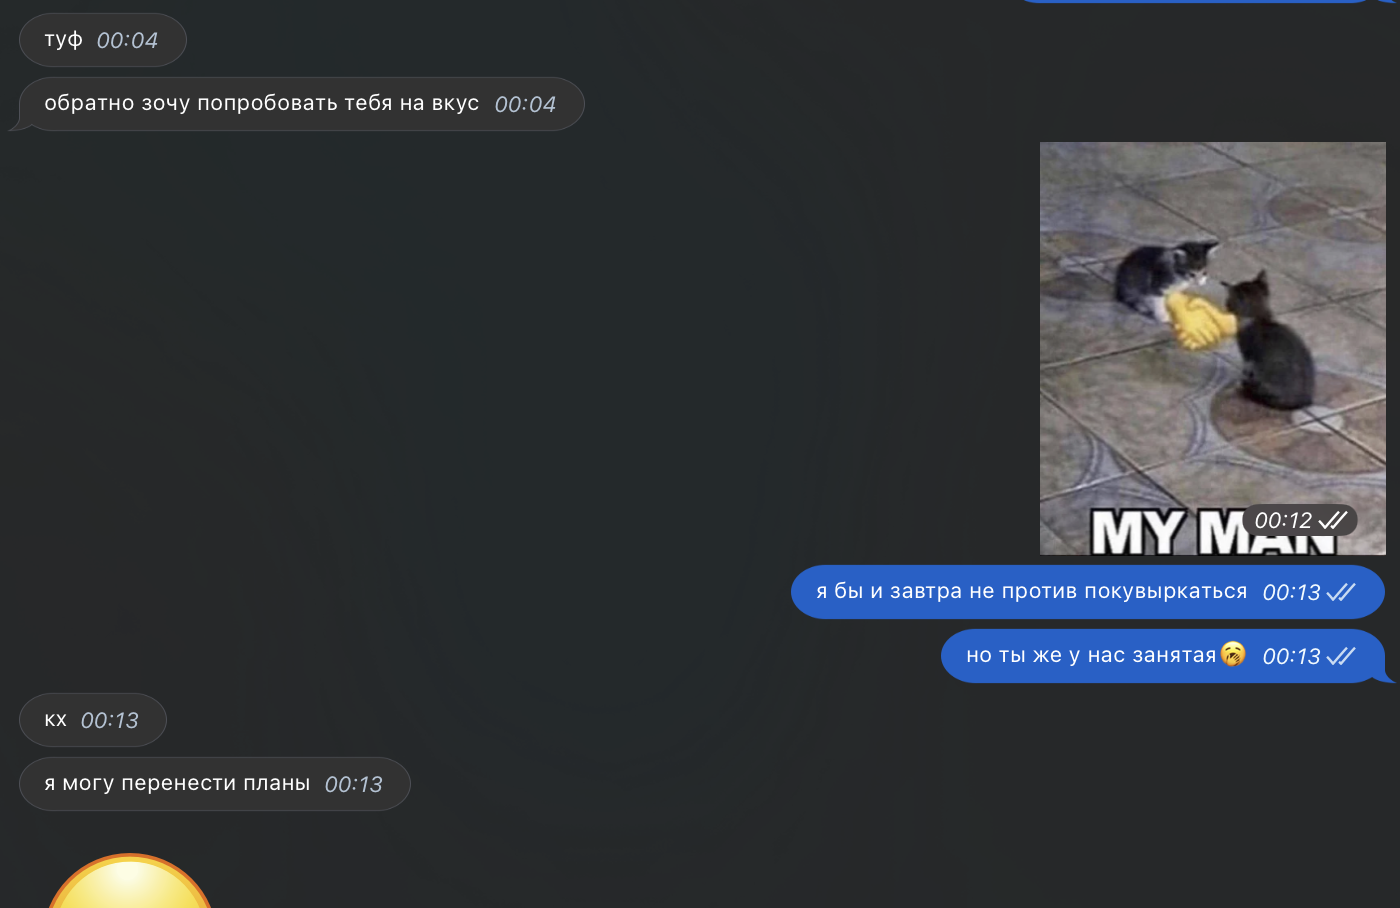 туф 00:04
обратно зочу попробовать тебя на вкус 00:04
MY MAN
00:12
я бы и завтра не против покувыркаться 00:13
но ты же у нас занятая🥱 00:13
кх 00:13
я могу перенести планы 00:13